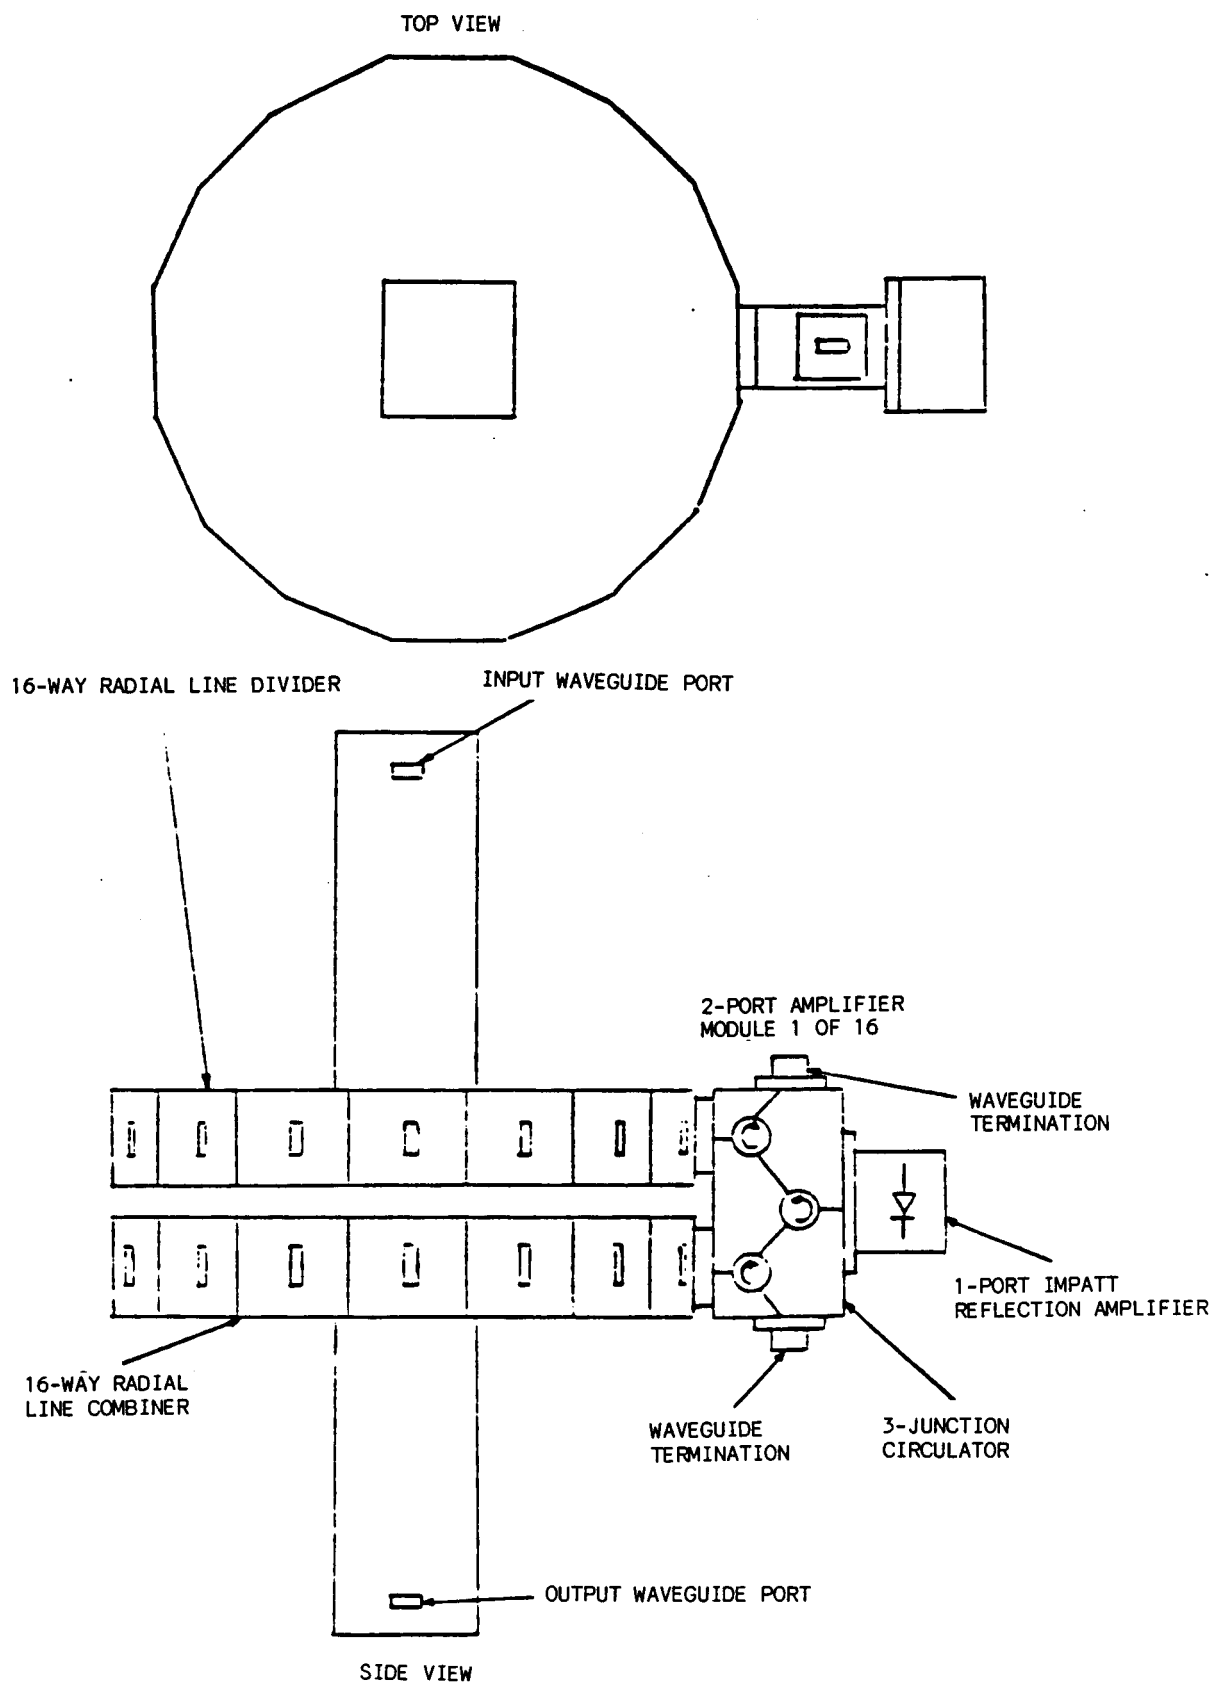 TOP VIEW
16-WAY RADIAL LINE DIVIDER
INPUT WAVEGUIDE PORT
2-PORT AMPLIFIER
MODULE 1 OF 16
WAVEGUIDE
TERMINATION
1-PORT IMPATT
REFLECTION AMPLIFIER
16-WAY RADIAL
LINE COMBINER
WAVEGUIDE
TERMINATION
3-JUNCTION
CIRCULATOR
OUTPUT WAVEGUIDE PORT
SIDE VIEW